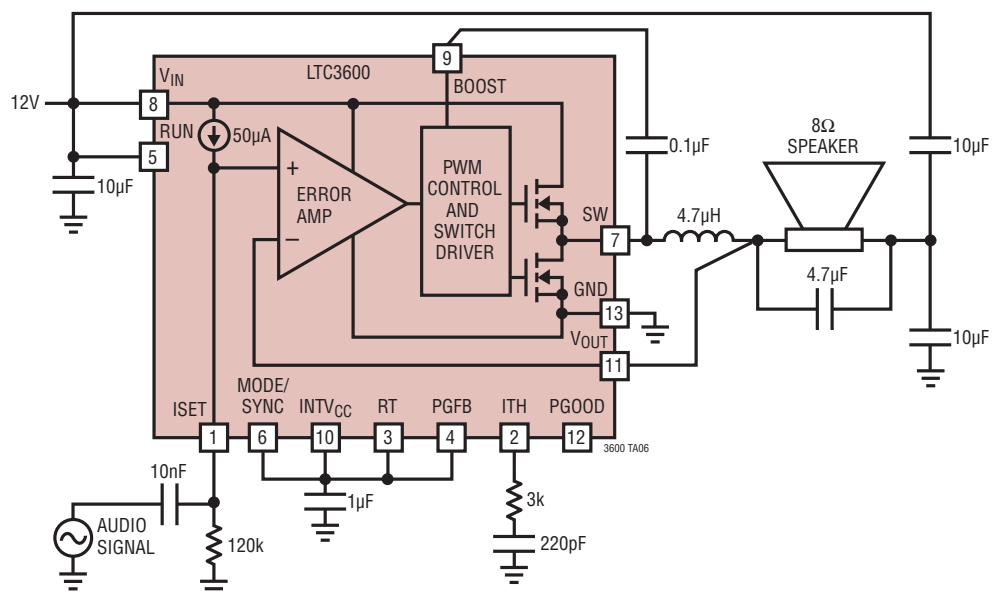 LTC3600
9
BOOST
VIN
12V
8
RUN
50µA
5
10µF
+
ERROR
AMP
–
PWM
CONTROL
AND
SWITCH
DRIVER
0.1µF
8Ω
SPEAKER
10µF
SW
7
4.7µH
4.7µF
GND
13
VOUT
11
10µF
ISET
MODE/
SYNC
INTVCC
RT
PGFB
ITH
PGOOD
1
6
10
3
4
2
12
3600 TA06
10nF
AUDIO
SIGNAL
120k
1µF
3k
220pF